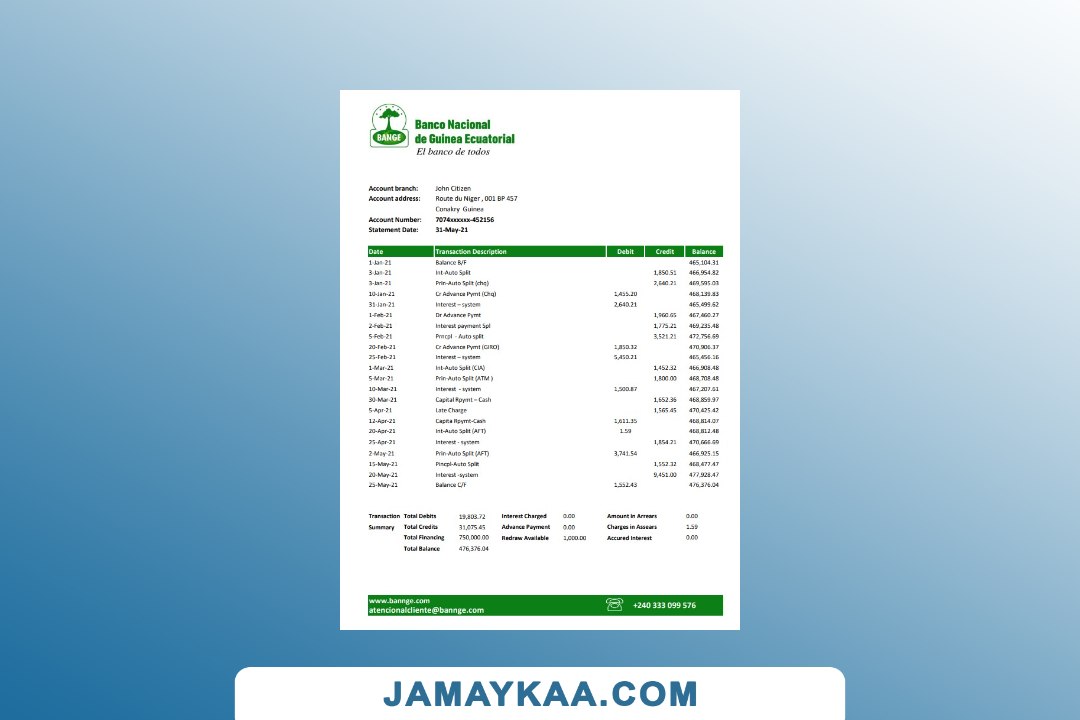 BANGE
Banco Nacional
de Guinea Ecuatorial
El banco de todos
Account branch: John Citizen
Account address: Route du Niger , 001 BP 457
Conakry Guinea
Account Number: 7074xxxxxx-452156
Statement Date: 31-May-21
Date Transaction Description Debit Credit Balance
1-Jan-21 Balance B/F 465,104.31
3-Jan-21 Int-Auto Split 1,850.51 466,954.82
3-Jan-21 Prin-Auto Split (chq) 2,640.21 469,595.03
10-Jan-21 Cr Advance Pymt (Chq) 1,455.20 468,139.83
31-Jan-21 Interest – system 2,640.21 465,499.62
1-Feb-21 Dr Advance Pymt 1,960.65 467,460.27
2-Feb-21 Interest payment Spl 1,775.21 469,235.48
5-Feb-21 Prncpl - Auto split 3,521.21 472,756.69
20-Feb-21 Cr Advance Pymt (GIRO) 1,850.32 470,906.37
25-Feb-21 Interest – system 5,450.21 465,456.16
1-Mar-21 Int-Auto Split (CIA) 1,452.32 466,908.48
5-Mar-21 Prin-Auto Split (ATM ) 1,800.00 468,708.48
10-Mar-21 Interest - system 1,500.87 467,207.61
30-Mar-21 Capital Rpymt – Cash 1,652.36 468,859.97
5-Apr-21 Late Charge 1,565.45 470,425.42
12-Apr-21 Capita Rpymt-Cash 1,611.35 468,814.07
20-Apr-21 Int-Auto Split (AFT) 1.59 468,812.48
25-Apr-21 Interest - system 1,854.21 470,666.69
2-May-21 Prin-Auto Split (AFT) 3,741.54 466,925.15
15-May-21 Pincpl-Auto Split 1,552.32 468,477.47
20-May-21 Interest -system 9,451.00 477,928.47
25-May-21 Balance C/F 1,552.43 476,376.04
Transaction Total Debits 19,803.72 Interest Charged 0.00 Amount in Arrears 0.00
Summary Total Credits 31,075.45 Advance Payment 0.00 Charges in Assears 1.59
Total Financing 750,000.00 Redraw Available 1,000.00 Accured Interest 0.00
Total Balance 476,376.04
www.bannge.com
atencionalcliente@bannge.com +240 333 099 576
JAMAYKAA.COM